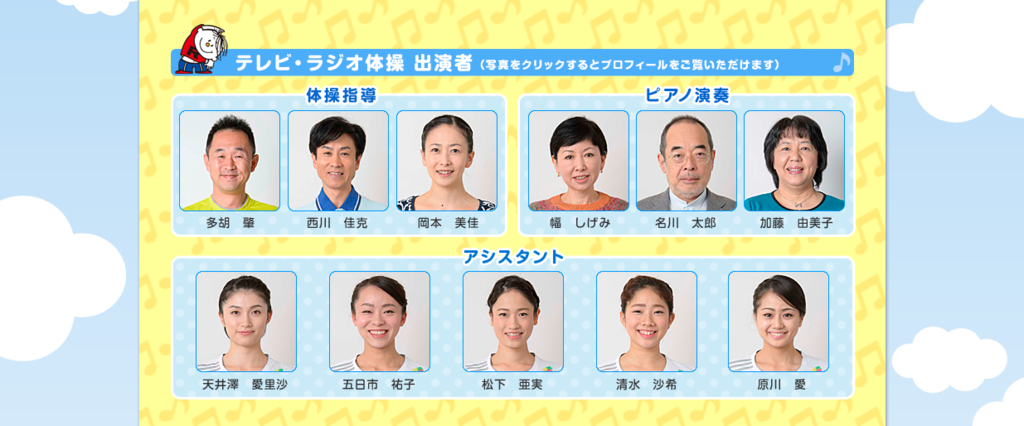 テレビ・ラジオ体操 出演者（写真をクリックするとプロフィールをご覧いただけます）
体操指導
多胡 肇
西川 佳克
岡本 美佳
ピアノ演奏
幅 しげみ
名川 太郎
加藤 由美子
アシスタント
天井澤 愛里沙
五日市 祐子
松下 亜実
清水 沙希
原川 愛